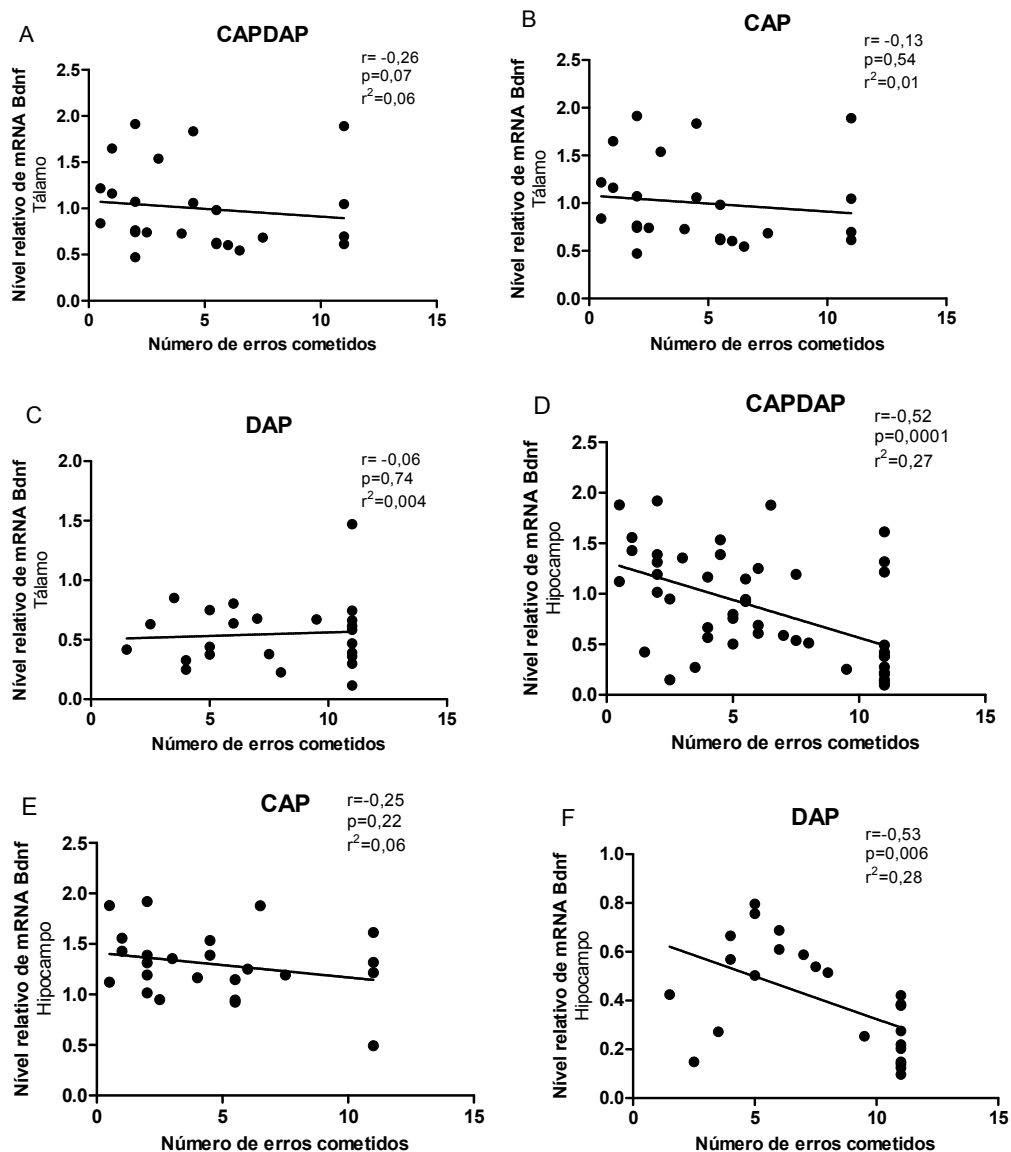 A
CAPDAP
r= -0,26
p=0,07
r²=0,06
Nível relativo de mRNA Bdnf
Tálamo
2.5
2.0
1.5
1.0
0.5
0.0
0 5 10 15
Número de erros cometidos
B
CAP
r= -0,13
p=0,54
r²=0,01
Nível relativo de mRNA Bdnf
Tálamo
2.5
2.0
1.5
1.0
0.5
0.0
0 5 10 15
Número de erros cometidos
C
DAP
r= -0,06
p=0,74
r²=0,004
Nível relativo de mRNA Bdnf
Tálamo
2.0
1.5
1.0
0.5
0.0
0 5 10 15
Número de erros cometidos
D
CAPDAP
r=-0,52
p=0,0001
r²=0,27
Nível relativo de mRNA Bdnf
Hipocampo
2.5
2.0
1.5
1.0
0.5
0.0
0 5 10 15
Número de erros cometidos
E
CAP
r=-0,25
p=0,22
r²=0,06
Nível relativo de mRNA Bdnf
Hipocampo
2.5
2.0
1.5
1.0
0.5
0.0
0 5 10 15
Número de erros cometidos
F
DAP
r=-0,53
p=0,006
r²=0,28
Nível relativo de mRNA Bdnf
Hipocampo
1.0
0.8
0.6
0.4
0.2
0.0
0 5 10 15
Número de erros cometidos